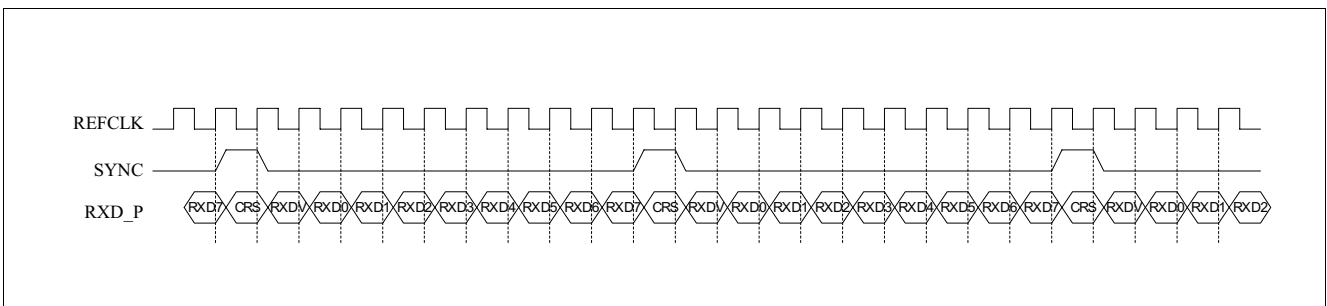 REFCLK
SYNC
RXD_P RXD7 CRS RXDV RXD0 RXD1 RXD2 RXD3 RXD4 RXD5 RXD6 RXD7 CRS RXDV RXD0 RXD1 RXD2 RXD3 RXD4 RXD5 RXD6 RXD7 CRS RXDV RXD0 RXD1 RXD2